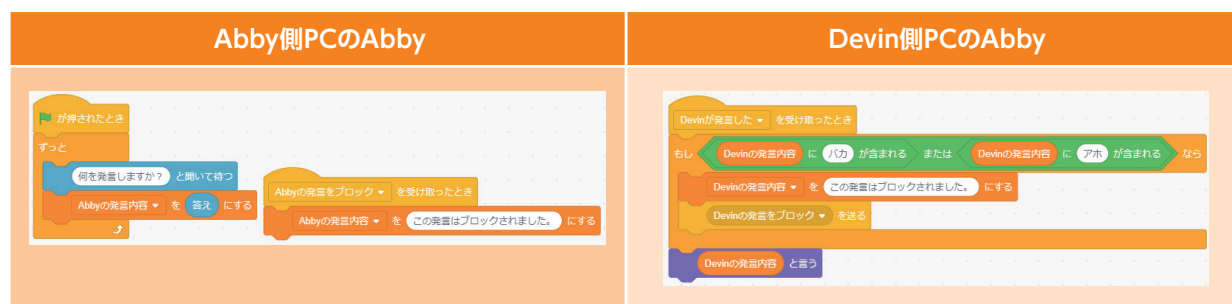 Abby側PCのAbby
Devin側PCのAbby
が押されたとき
ずっと
何を発言しますか? と聞いて待つ
Abbyの発言内容 を 答え にする
Abbyの発言をブロック を受け取ったとき
Abbyの発言内容 を この発言はブロックされました。 にする
Devinが発言した を受け取ったとき
もし Devinの発言内容 に バカ が含まれる または Devinの発言内容 に アホ が含まれる なら
Devinの発言内容 を この発言はブロックされました。 にする
Devinの発言をブロック を送る
Devinの発言内容 と言う